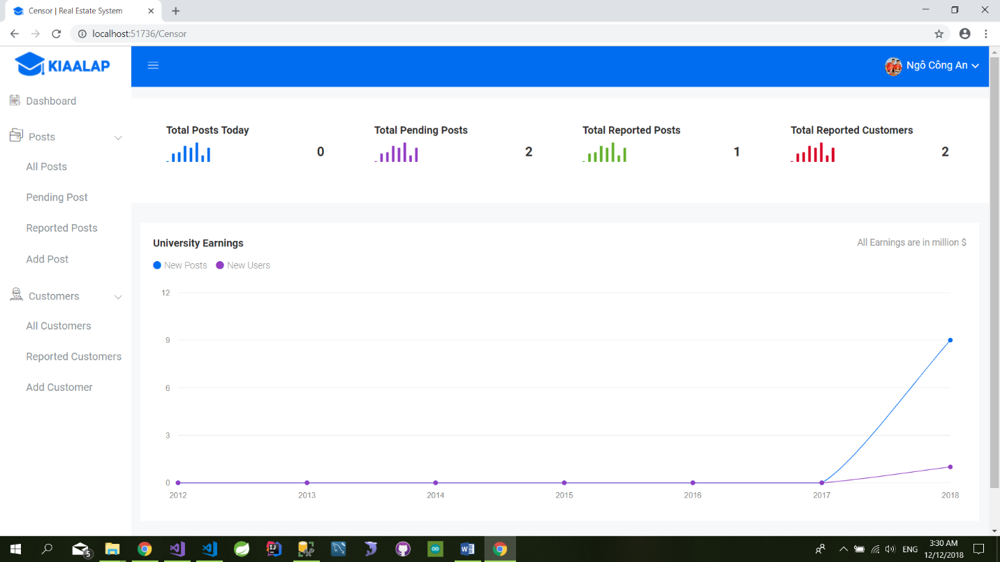 Censor | Real Estate System
localhost:51736/Censor
KIAALAP
Ngô Công An
Dashboard
Posts
All Posts
Pending Post
Reported Posts
Add Post
Customers
All Customers
Reported Customers
Add Customer
Total Posts Today
0
Total Pending Posts
2
Total Reported Posts
1
Total Reported Customers
2
University Earnings
All Earnings are in million $
New Posts New Users
12
9
6
3
0
2012 2013 2014 2015 2016 2017 2018
5
IJ
W
ENG
3:30 AM
12/12/2018